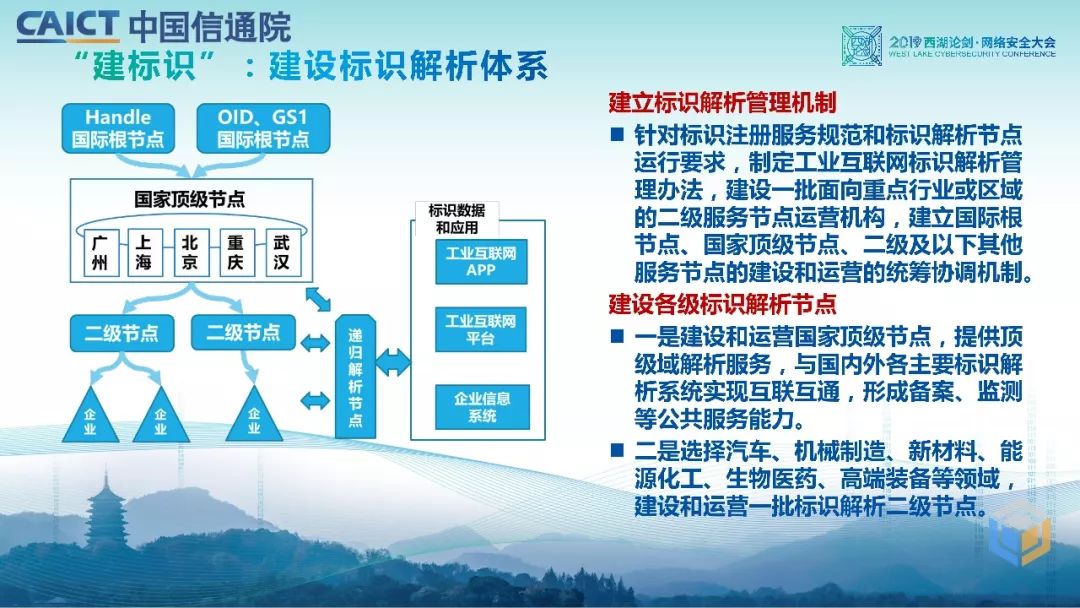 CAICT 中国信通院
2019西湖论剑·网络安全大会
WEST LAKE CYBERSECURITY CONFERENCE
“建标识”：建设标识解析体系
Handle
国际根节点
OID、GS1
国际根节点
国家顶级节点
广州
上海
北京
重庆
武汉
二级节点
二级节点
企业
企业
企业
递归解析节点
标识数据
和应用
工业互联网
APP
工业互联网
平台
企业信息
系统
建立标识解析管理机制
■ 针对标识注册服务规范和标识解析节点
运行要求，制定工业互联网标识解析管
理办法，建设一批面向重点行业或区域
的二级服务节点运营机构，建立国际根
节点、国家顶级节点、二级及以下其他
服务节点的建设和运营的统筹协调机制。
建设各级标识解析节点
■ 一是建设和运营国家顶级节点，提供顶
级域解析服务，与国内外各主要标识解
析系统实现互联互通，形成备案、监测
等公共服务能力。
■ 二是选择汽车、机械制造、新材料、能
源化工、生物医药、高端装备等领域，
建设和运营一批标识解析二级节点。